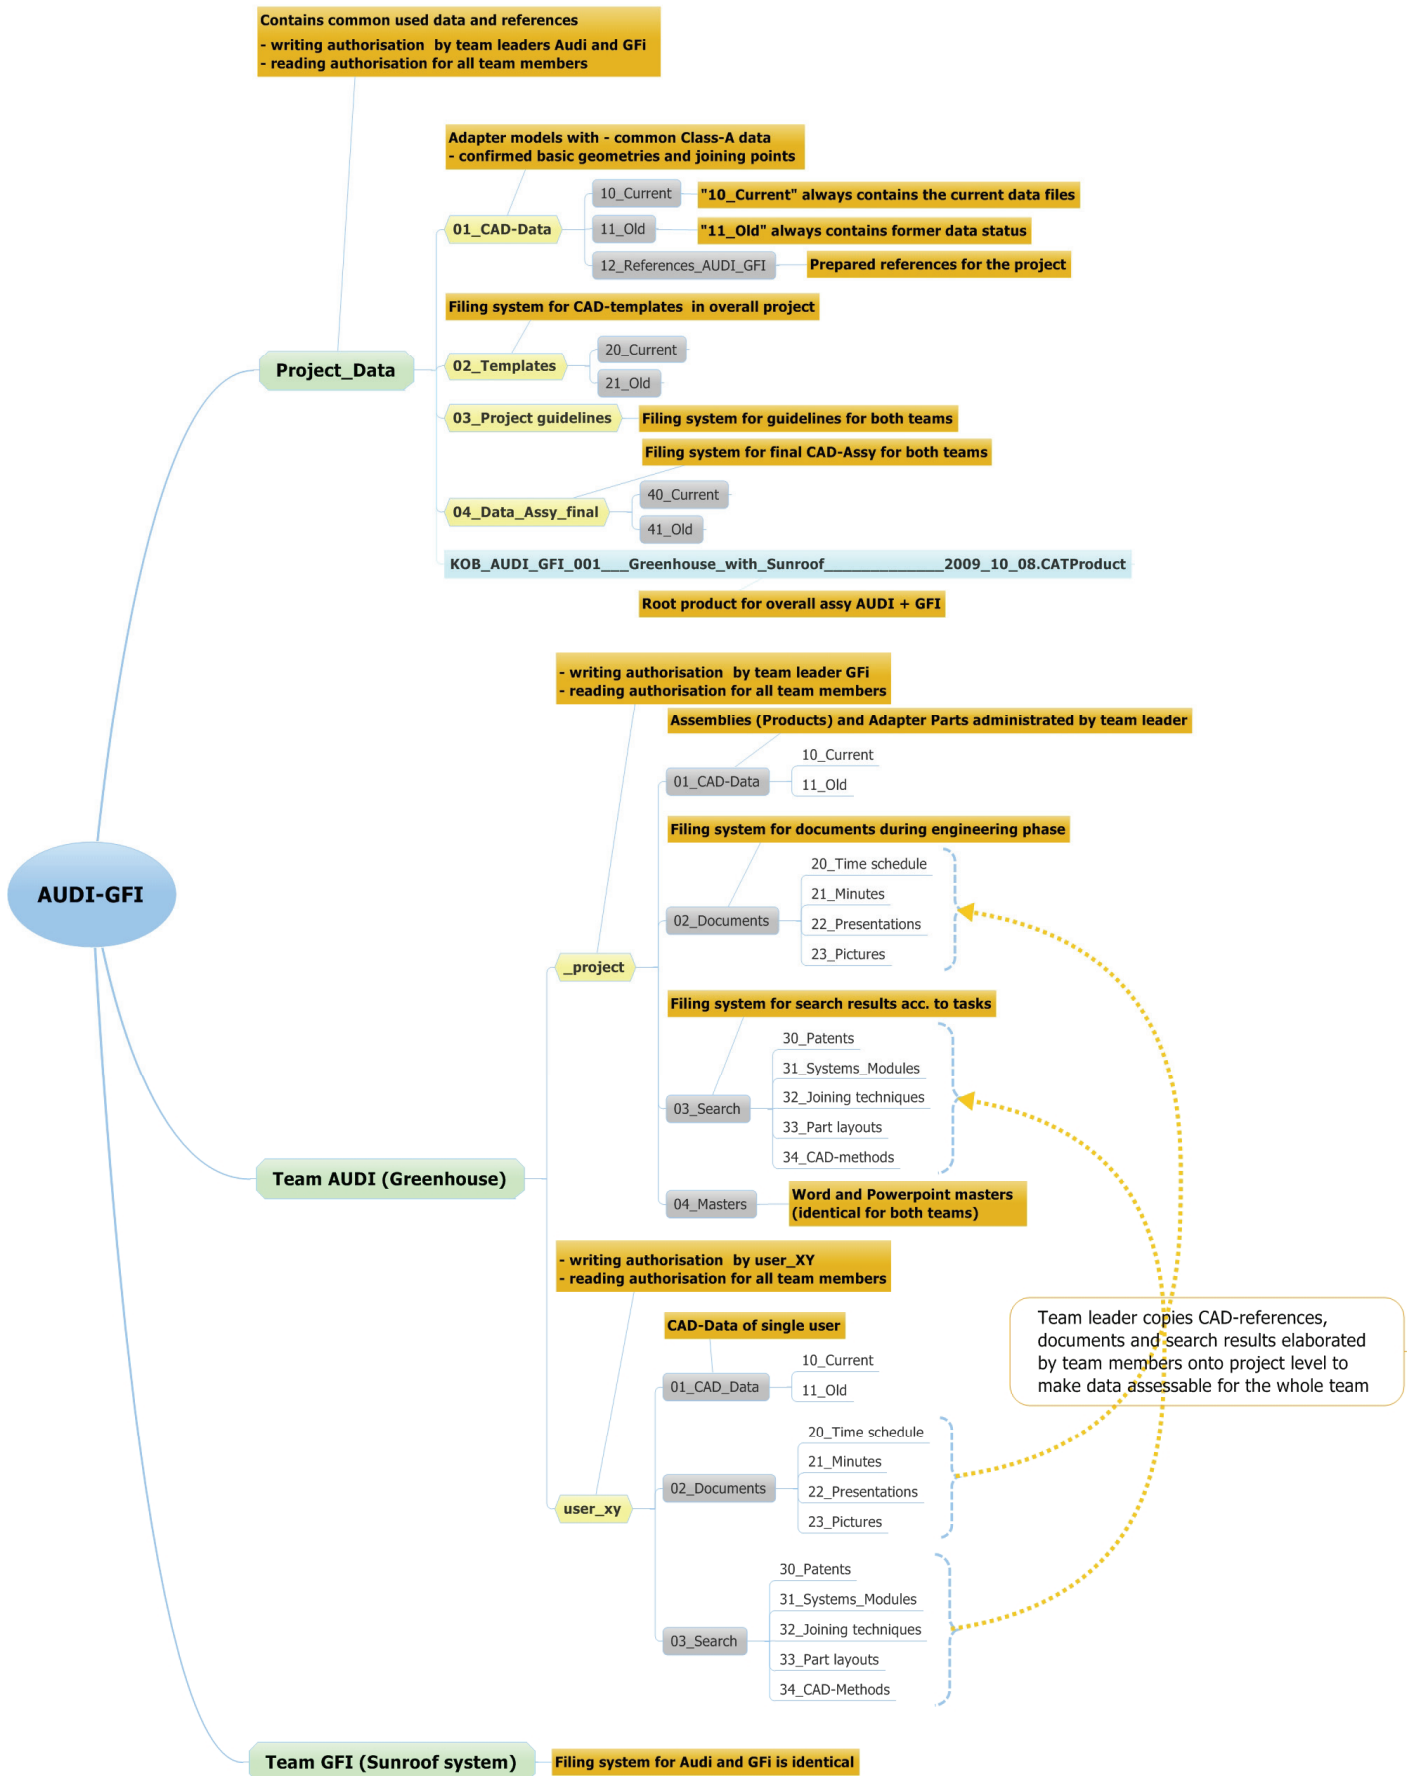 Contains common used data and references
- writing authorisation  by team leaders Audi and GFi
- reading authorisation for all team members
Adapter models with - common Class-A data
- confirmed basic geometries and joining points
10_Current
"10_Current" always contains the current data files
01_CAD-Data
11_Old
"11_Old" always contains former data status
12_References_AUDI_GFI
Prepared references for the project
Filing system for CAD-templates  in overall project
20_Current
02_Templates
21_Old
Project_Data
03_Project guidelines
Filing system for guidelines for both teams
Filing system for final CAD-Assy for both teams
40_Current
04_Data_Assy_final
41_Old
KOB_AUDI_GFI_001___Greenhouse_with_Sunroof______________2009_10_08.CATProduct
Root product for overall assy AUDI + GFI
AUDI-GFI
- writing authorisation  by team leader GFi
- reading authorisation for all team members
Assemblies (Products) and Adapter Parts administrated by team leader
10_Current
01_CAD-Data
11_Old
Filing system for documents during engineering phase
20_Time schedule
21_Minutes
02_Documents
22_Presentations
23_Pictures
_project
Filing system for search results acc. to tasks
30_Patents
31_Systems_Modules
32_Joining techniques
03_Search
33_Part layouts
34_CAD-methods
Team AUDI (Greenhouse)
04_Masters
Word and Powerpoint masters
(identical for both teams)
- writing authorisation  by user_XY
- reading authorisation for all team members
CAD-Data of single user
10_Current
01_CAD_Data
11_Old
Team leader copies CAD-references,
documents and search results elaborated
by team members onto project level to
make data assessable for the whole team
20_Time schedule
21_Minutes
02_Documents
22_Presentations
23_Pictures
user_xy
30_Patents
31_Systems_Modules
32_Joining techniques
03_Search
33_Part layouts
34_CAD-Methods
Team GFI (Sunroof system)
Filing system for Audi and GFi is identical